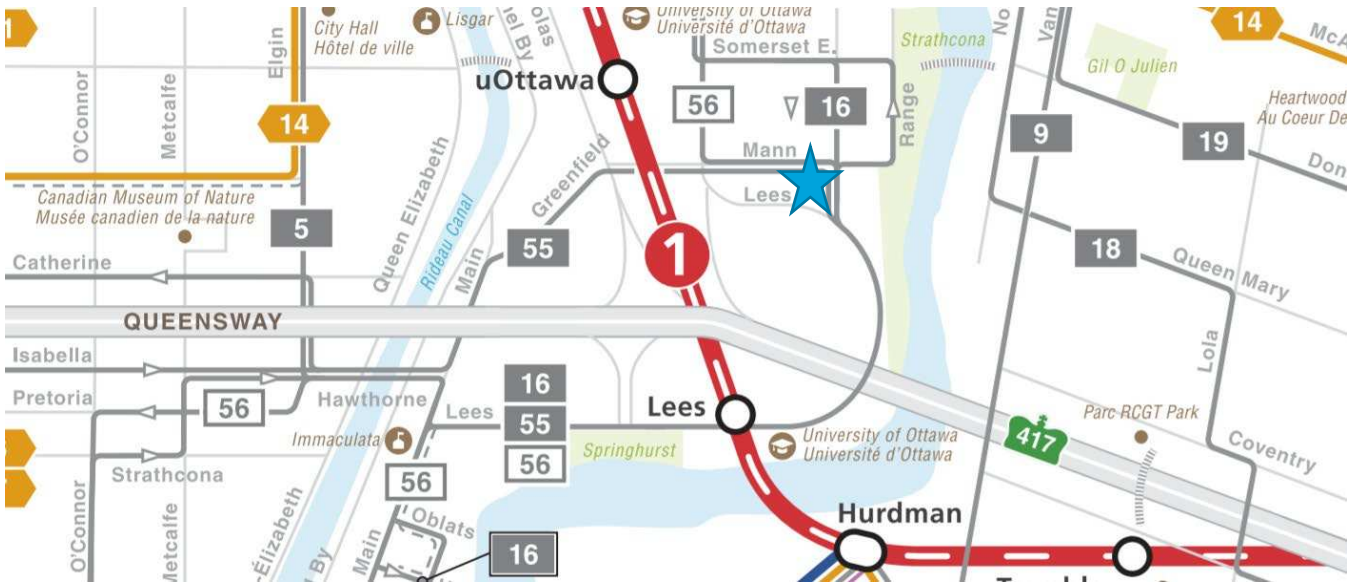 City Hall
Hôtel de ville
Lisgar
University of Ottawa
Université d'Ottawa
Somerset E.
Strathcona
No
Van
14
McA
Gil O Julien
Elgin
O'Connor
Metcalfe
uOttawa
56
16
Range
9
19
Heartwood
Au Coeur De
Don
14
Mann
Greenfield
Lees
Canadian Museum of Nature
Musée canadien de la nature
5
Queen Elizabeth
Rideau Canal
Main
55
1
18
Queen Mary
Catherine
QUEENSWAY
Isabella
Pretoria
56
Hawthorne
Lees
16
55
56
Lees
Lola
Parc RCGT Park
417
Coventry
Immaculata
Springhurst
University of Ottawa
Université d'Ottawa
Strathcona
56
O'Connor
Metcalfe
-Élizabeth
Main
Oblats
16
Hurdman